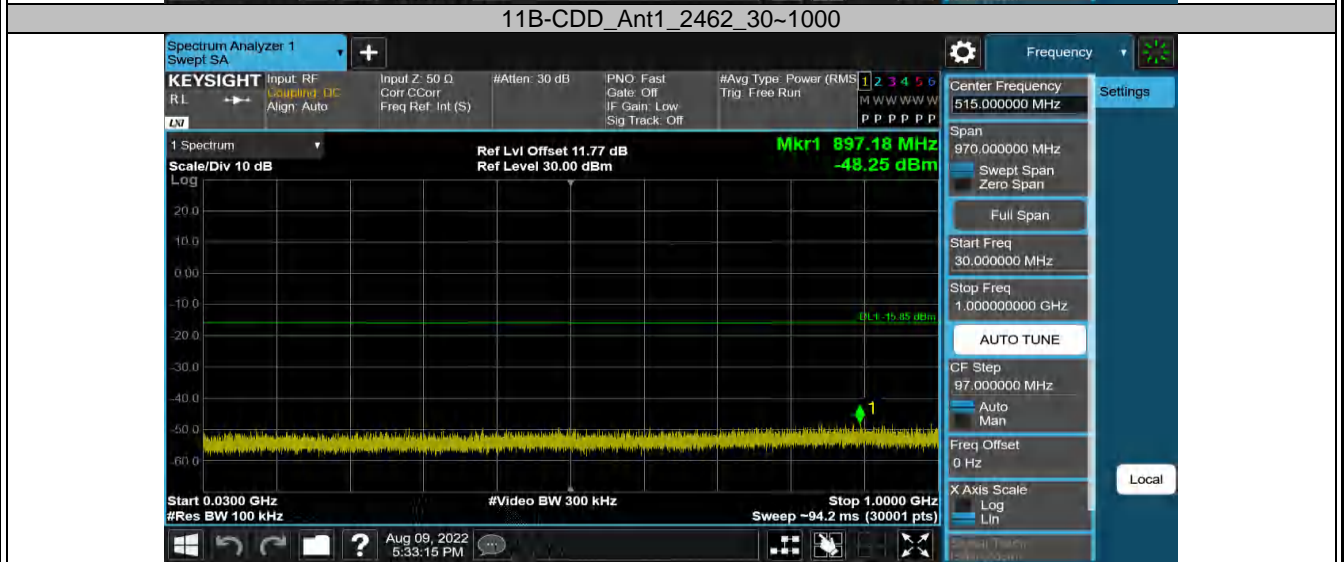 11B-CDD_Ant1_2462_30~1000
Spectrum Analyzer 1
Swept SA
+
Frequency
KEYSIGHT
RL
LXI
Input: RF
Coupling: DC
Align: Auto
Input Z: 50 Ω
Corr CCorr
Freq Ref: Int (S)
#Atten: 30 dB
PNO: Fast
Gate: Off
IF Gain: Low
Sig Track: Off
#Avg Type: Power (RMS
Trig: Free Run
1 2 3 4 5 6
M W W W W W
P P P P P P
Center Frequency
515.000000 MHz
Settings
Span
970.000000 MHz
Swept Span
Zero Span
Full Span
Start Freq
30.000000 MHz
Stop Freq
1.000000000 GHz
AUTO TUNE
CF Step
97.000000 MHz
Auto
Man
Freq Offset
0 Hz
X Axis Scale
Log
Lin
Local
1 Spectrum
Scale/Div 10 dB
Log
Ref Lvl Offset 11.77 dB
Ref Level 30.00 dBm
Mkr1 897.18 MHz
-48.25 dBm
20.0
10.0
0.00
-10.0
DL1 -15.85 dBm
-20.0
-30.0
-40.0
1
-50.0
-60.0
Start 0.0300 GHz
#Res BW 100 kHz
#Video BW 300 kHz
Stop 1.0000 GHz
Sweep ~94.2 ms (30001 pts)
?
Aug 09, 2022
5:33:15 PM